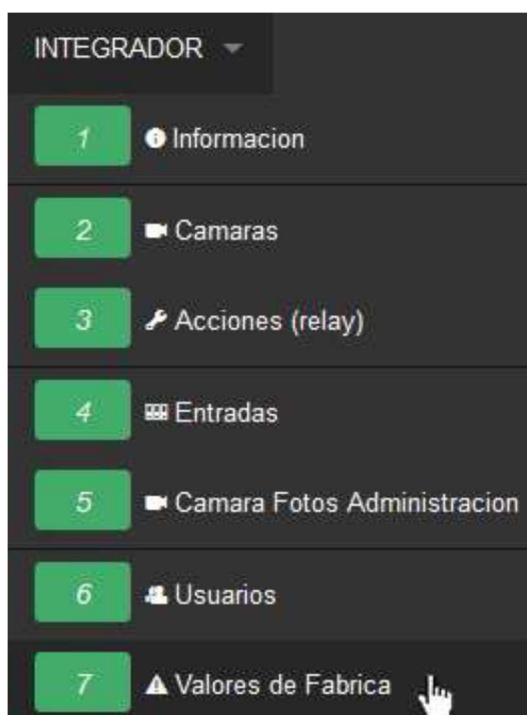 INTEGRADOR
1 Informacion
2 Camaras
3 Acciones (relay)
4 Entradas
5 Camara Fotos Administracion
6 Usuarios
7 Valores de Fabrica